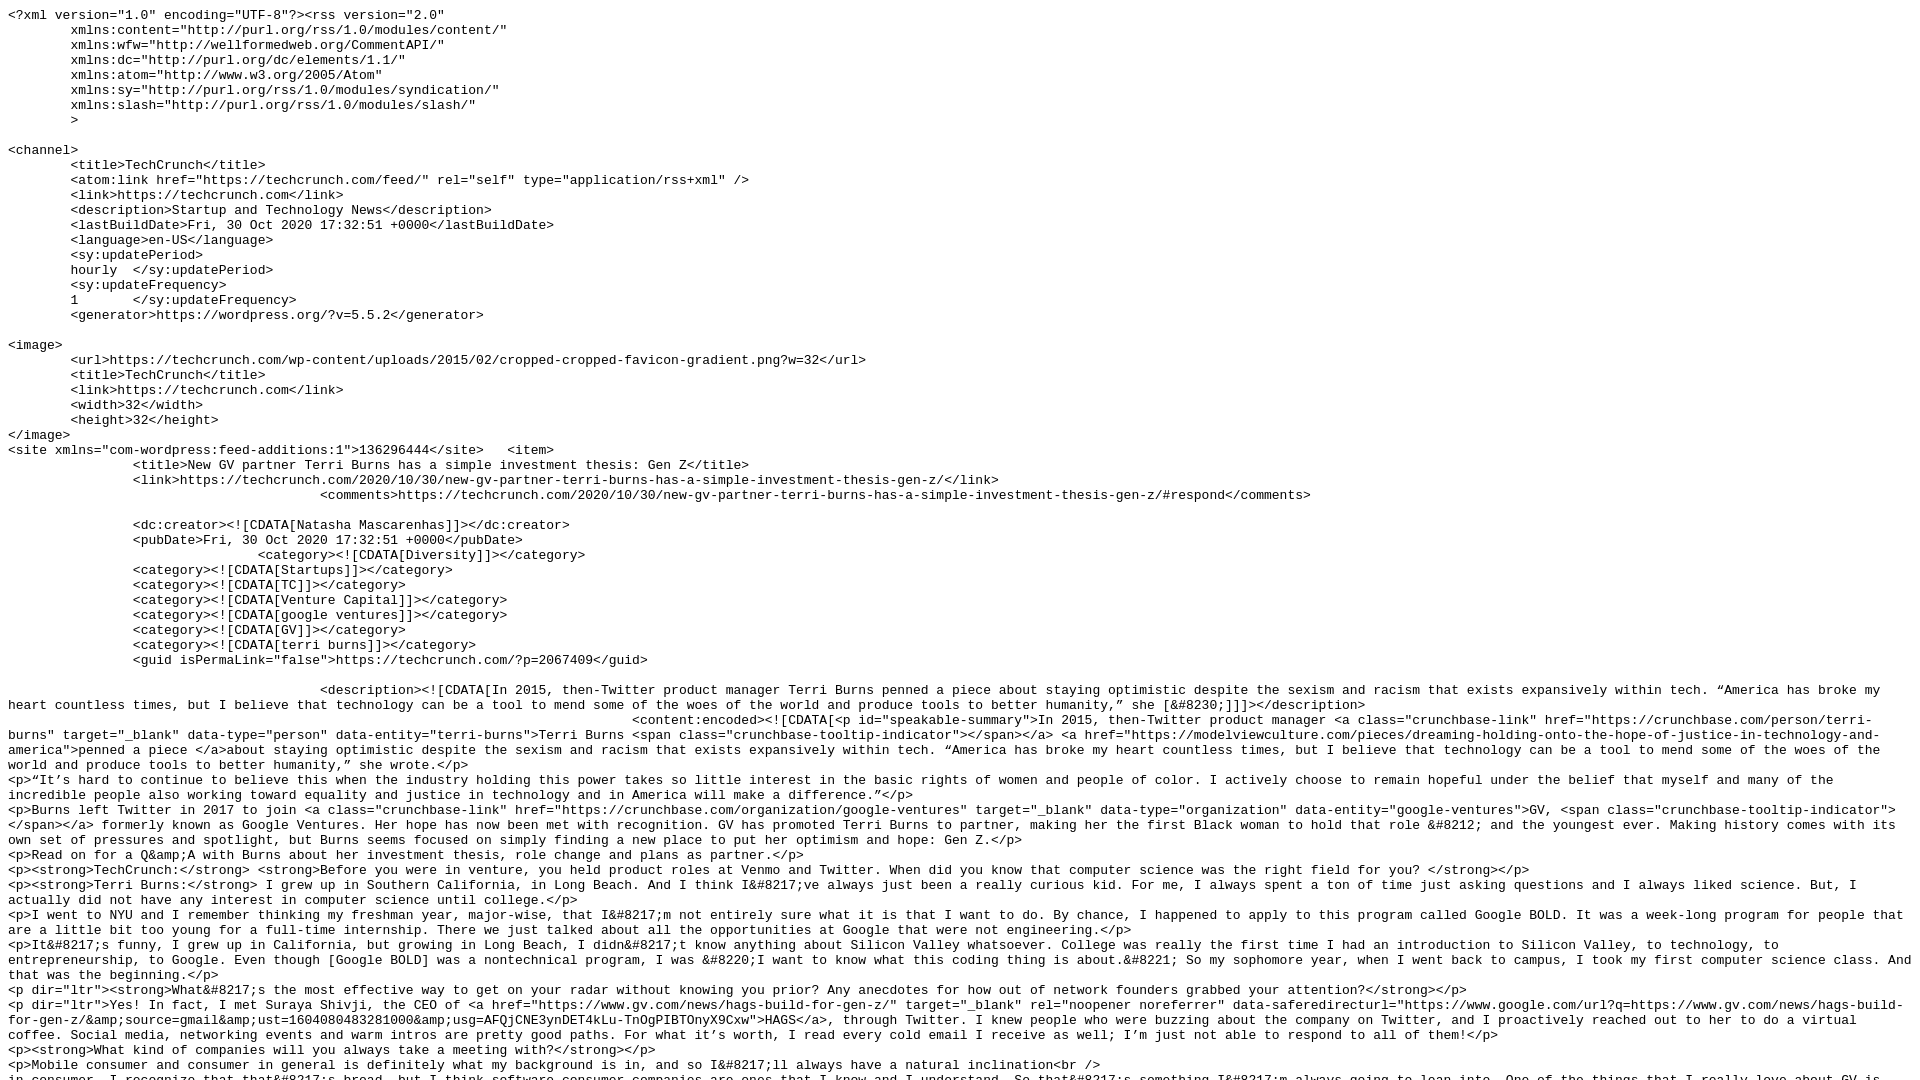 <?xml version="1.0" encoding="UTF-8"?><rss version="2.0"
xmlns:content="http://purl.org/rss/1.0/modules/content/"
xmlns:wfw="http://wellformedweb.org/CommentAPI/"
xmlns:dc="http://purl.org/dc/elements/1.1/"
xmlns:atom="http://www.w3.org/2005/Atom"
xmlns:sy="http://purl.org/rss/1.0/modules/syndication/"
xmlns:slash="http://purl.org/rss/1.0/modules/slash/"
>
<channel>
<title>TechCrunch</title>
<atom:link href="https://techcrunch.com/feed/" rel="self" type="application/rss+xml" />
<link>https://techcrunch.com</link>
<description>Startup and Technology News</description>
<lastBuildDate>Fri, 30 Oct 2020 17:32:51 +0000</lastBuildDate>
<language>en-US</language>
<sy:updatePeriod>
hourly  </sy:updatePeriod>
<sy:updateFrequency>
1       </sy:updateFrequency>
<generator>https://wordpress.org/?v=5.5.2</generator>
<image>
<url>https://techcrunch.com/wp-content/uploads/2015/02/cropped-cropped-favicon-gradient.png?w=32</url>
<title>TechCrunch</title>
<link>https://techcrunch.com</link>
<width>32</width>
<height>32</height>
</image>
<site xmlns="com-wordpress:feed-additions:1">136296444</site>   <item>
<title>New GV partner Terri Burns has a simple investment thesis: Gen Z</title>
<link>https://techcrunch.com/2020/10/30/new-gv-partner-terri-burns-has-a-simple-investment-thesis-gen-z/</link>
<comments>https://techcrunch.com/2020/10/30/new-gv-partner-terri-burns-has-a-simple-investment-thesis-gen-z/#respond</comments>
<dc:creator><![CDATA[Natasha Mascarenhas]]></dc:creator>
<pubDate>Fri, 30 Oct 2020 17:32:51 +0000</pubDate>
<category><![CDATA[Diversity]]></category>
<category><![CDATA[Startups]]></category>
<category><![CDATA[TC]]></category>
<category><![CDATA[Venture Capital]]></category>
<category><![CDATA[google ventures]]></category>
<category><![CDATA[GV]]></category>
<category><![CDATA[terri burns]]></category>
<guid isPermaLink="false">https://techcrunch.com/?p=2067409</guid>
<description><![CDATA[In 2015, then-Twitter product manager Terri Burns penned a piece about staying optimistic despite the sexism and racism that exists expansively within tech. “America has broke my
heart countless times, but I believe that technology can be a tool to mend some of the woes of the world and produce tools to better humanity,” she [&#8230;]]]></description>
<content:encoded><![CDATA[<p id="speakable-summary">In 2015, then-Twitter product manager <a class="crunchbase-link" href="https://crunchbase.com/person/terri-
burns" target="_blank" data-type="person" data-entity="terri-burns">Terri Burns <span class="crunchbase-tooltip-indicator"></span></a> <a href="https://modelviewculture.com/pieces/dreaming-holding-onto-the-hope-of-justice-in-technology-and-
america">penned a piece </a>about staying optimistic despite the sexism and racism that exists expansively within tech. “America has broke my heart countless times, but I believe that technology can be a tool to mend some of the woes of the
world and produce tools to better humanity,” she wrote.</p>
<p>“It’s hard to continue to believe this when the industry holding this power takes so little interest in the basic rights of women and people of color. I actively choose to remain hopeful under the belief that myself and many of the
incredible people also working toward equality and justice in technology and in America will make a difference.”</p>
<p>Burns left Twitter in 2017 to join <a class="crunchbase-link" href="https://crunchbase.com/organization/google-ventures" target="_blank" data-type="organization" data-entity="google-ventures">GV, <span class="crunchbase-tooltip-indicator">
</span></a> formerly known as Google Ventures. Her hope has now been met with recognition. GV has promoted Terri Burns to partner, making her the first Black woman to hold that role &#8212; and the youngest ever. Making history comes with its
own set of pressures and spotlight, but Burns seems focused on simply finding a new place to put her optimism and hope: Gen Z.</p>
<p>Read on for a Q&amp;A with Burns about her investment thesis, role change and plans as partner.</p>
<p><strong>TechCrunch:</strong> <strong>Before you were in venture, you held product roles at Venmo and Twitter. When did you know that computer science was the right field for you? </strong></p>
<p><strong>Terri Burns:</strong> I grew up in Southern California, in Long Beach. And I think I&#8217;ve always just been a really curious kid. For me, I always spent a ton of time just asking questions and I always liked science. But, I
actually did not have any interest in computer science until college.</p>
<p>I went to NYU and I remember thinking my freshman year, major-wise, that I&#8217;m not entirely sure what it is that I want to do. By chance, I happened to apply to this program called Google BOLD. It was a week-long program for people that
are a little bit too young for a full-time internship. There we just talked about all the opportunities at Google that were not engineering.</p>
<p>It&#8217;s funny, I grew up in California, but growing in Long Beach, I didn&#8217;t know anything about Silicon Valley whatsoever. College was really the first time I had an introduction to Silicon Valley, to technology, to
entrepreneurship, to Google. Even though [Google BOLD] was a nontechnical program, I was &#8220;I want to know what this coding thing is about.&#8221; So my sophomore year, when I went back to campus, I took my first computer science class. And
that was the beginning.</p>
<p dir="ltr"><strong>What&#8217;s the most effective way to get on your radar without knowing you prior? Any anecdotes for how out of network founders grabbed your attention?</strong></p>
<p dir="ltr">Yes! In fact, I met Suraya Shivji, the CEO of <a href="https://www.gv.com/news/hags-build-for-gen-z/" target="_blank" rel="noopener noreferrer" data-saferedirecturl="https://www.google.com/url?q=https://www.gv.com/news/hags-build-
for-gen-z/&amp;source=gmail&amp;ust=1604080483281000&amp;usg=AFQjCNE3ynDET4kLu-TnOgPIBTOnyX9Cxw">HAGS</a>, through Twitter. I knew people who were buzzing about the company on Twitter, and I proactively reached out to her to do a virtual
coffee. Social media, networking events and warm intros are pretty good paths. For what it’s worth, I read every cold email I receive as well; I’m just not able to respond to all of them!</p>
<p><strong>What kind of companies will you always take a meeting with?</strong></p>
<p>Mobile consumer and consumer in general is definitely what my background is in, and so I&#8217;ll always have a natural inclination<br />
in consumer. I recognize that that&#8217;s broad, but I think software consumer companies are ones that I know and I understand. So that&#8217;s something I&#8217;m always going to lean into. One of the things that I really love about GV is